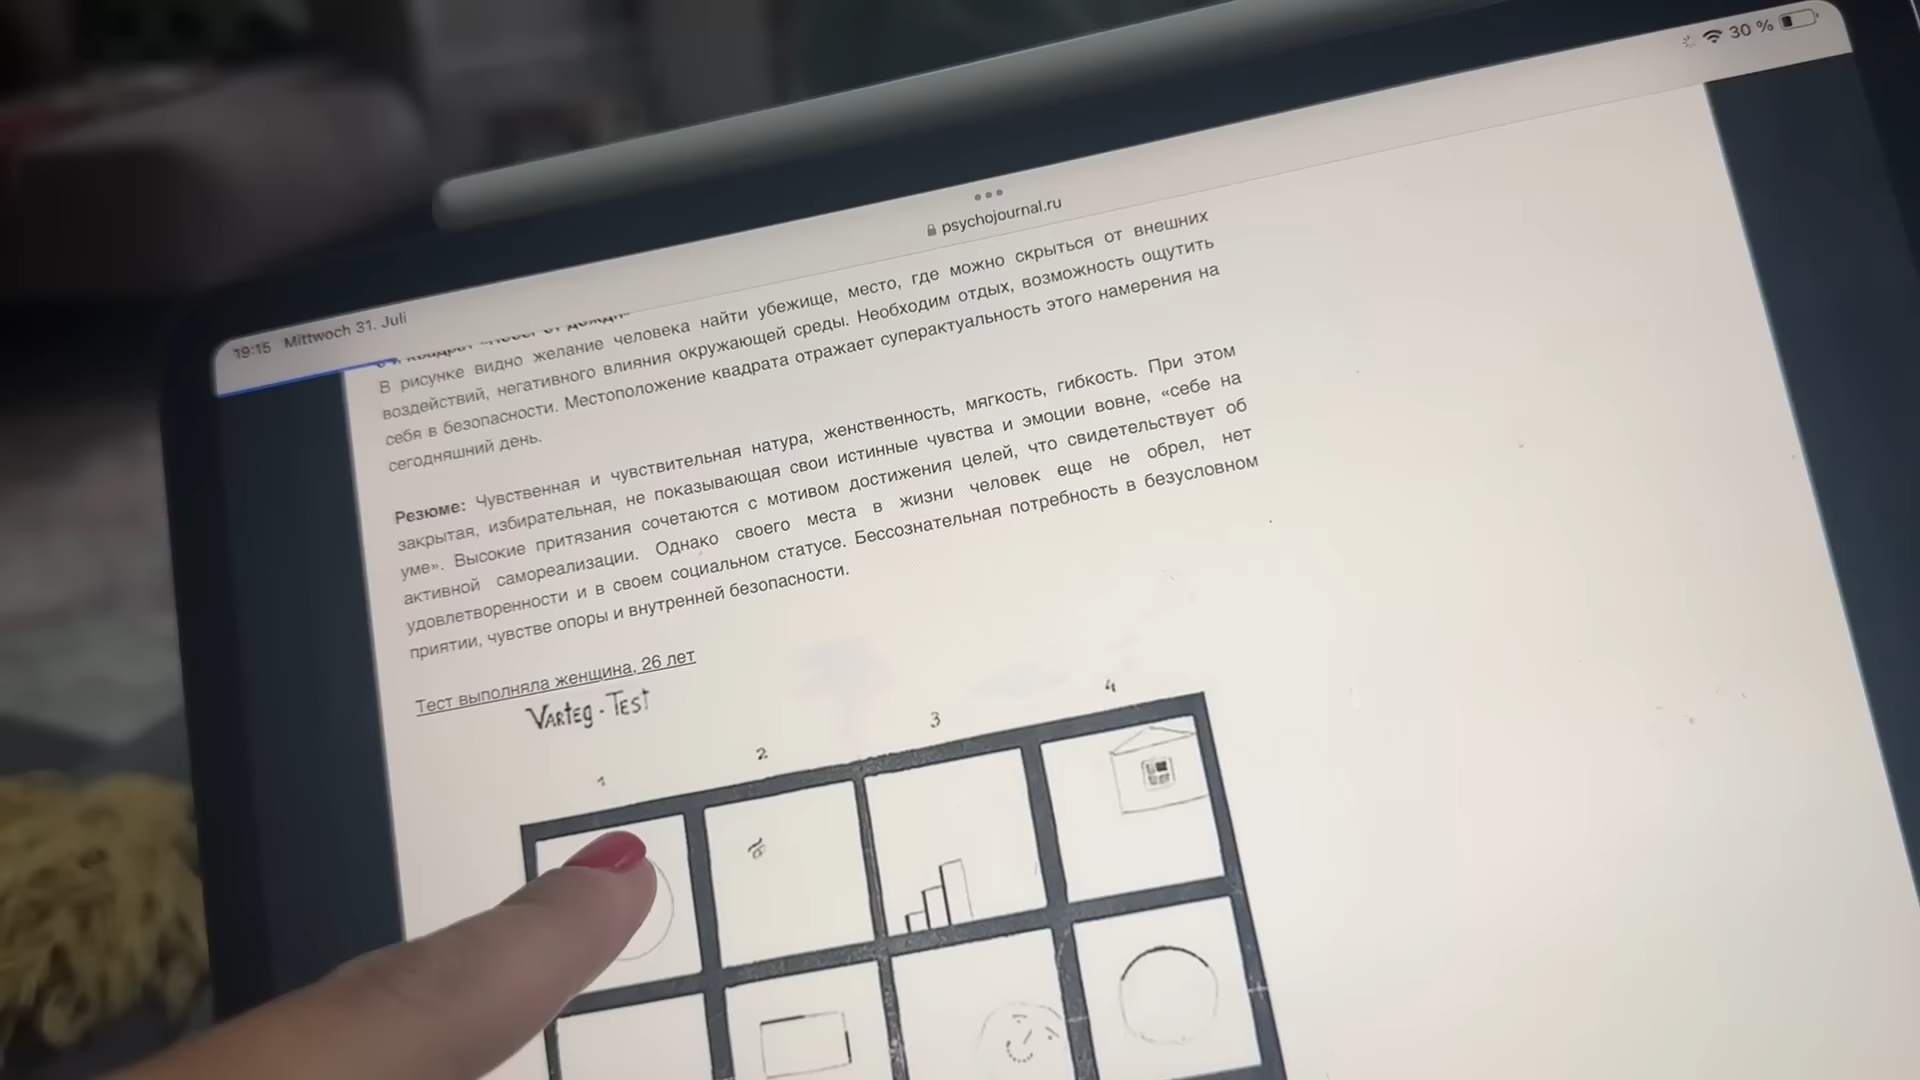 19:15 Mittwoch 31. Juli
30 %
psychojournal.ru
В рисунке видно желание человека найти убежище, место, где можно скрыться от внешних
воздействий, негативного влияния окружающей среды. Необходим отдых, возможность ощутить
себя в безопасности. Местоположение квадрата отражает суперактуальность этого намерения на
сегодняшний день.
Резюме: Чувственная и чувствительная натура, женственность, мягкость, гибкость. При этом
закрытая, избирательная, не показывающая свои истинные чувства и эмоции вовне, «себе на
уме». Высокие притязания сочетаются с мотивом достижения целей, что свидетельствует об
активной самореализации. Однако своего места в жизни человек еще не обрел, нет
удовлетворенности и в своем социальном статусе. Бессознательная потребность в безусловном
приятии, чувстве опоры и внутренней безопасности.
Тест выполняла женщина, 26 лет
Varteg - Test
1 2 3 4